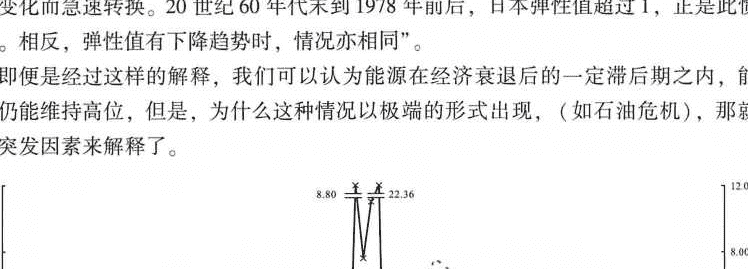 变化而急速转换。20 世纪 60 年代末到 1978 年前后，日本弹性值超过 1，正是此
。相反，弹性值有下降趋势时，情况亦相同”。
即便是经过这样的解释，我们可以认为能源在经济衰退后的一定滞后期之内，能
仍能维持高位，但是，为什么这种情况以极端的形式出现，（如石油危机），那就
突发因素来解释了。
8.80 22.36 12.0
8.00